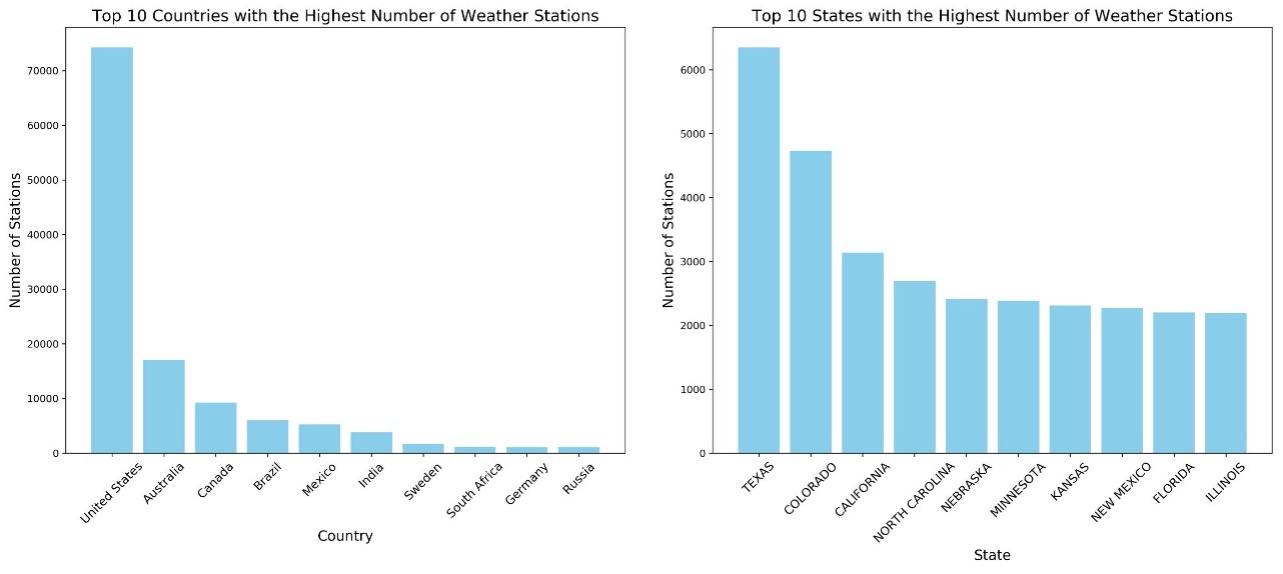 Top 10 Countries with the Highest Number of Weather Stations
Number of Stations
70000
60000
50000
40000
30000
20000
10000
0
United States
Australia
Canada
Brazil
Mexico
India
Sweden
South Africa
Germany
Russia
Country
Top 10 States with the Highest Number of Weather Stations
Number of Stations
6000
5000
4000
3000
2000
1000
0
TEXAS
COLORADO
CALIFORNIA
NORTH CAROLINA
NEBRASKA
MINNESOTA
KANSAS
NEW MEXICO
FLORIDA
ILLINOIS
State